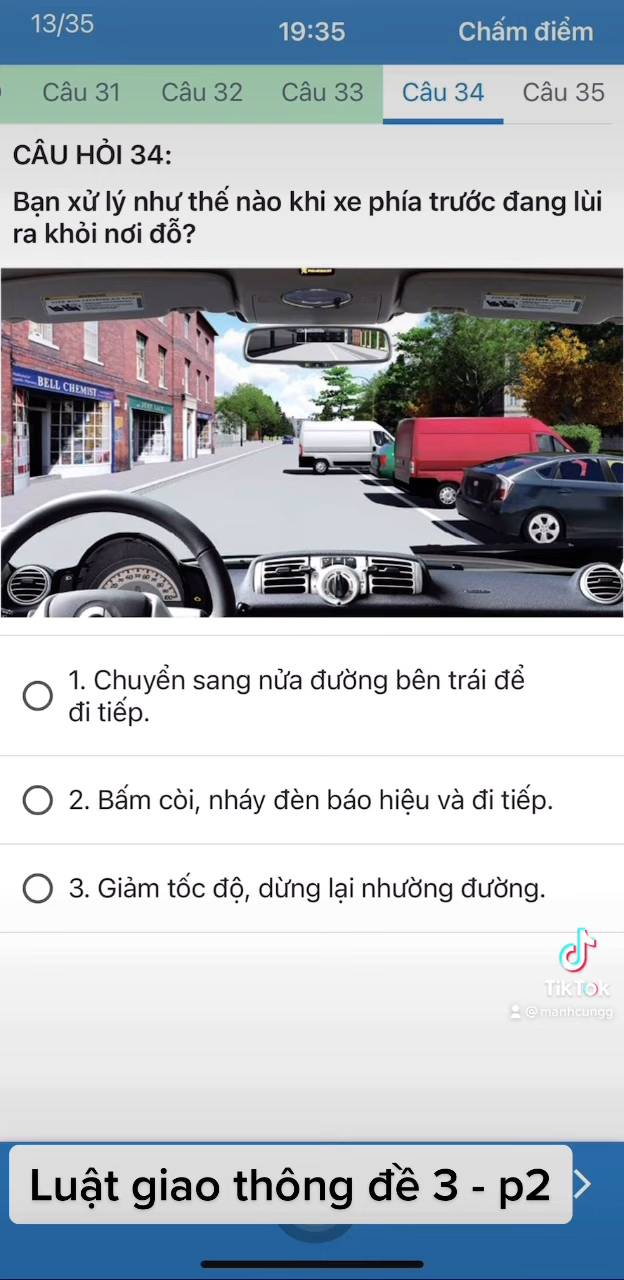 13/35
19:35
Chấm điểm
Câu 31
Câu 32
Câu 33
Câu 34
Câu 35
CÂU HỎI 34:
Bạn xử lý như thế nào khi xe phía trước đang lùi
ra khỏi nơi đỗ?
BELL CHEMIST
1. Chuyển sang nửa đường bên trái để
đi tiếp.
2. Bấm còi, nháy đèn báo hiệu và đi tiếp.
3. Giảm tốc độ, dừng lại nhường đường.
TikTok
@manhcungg
Luật giao thông đề 3 - p2